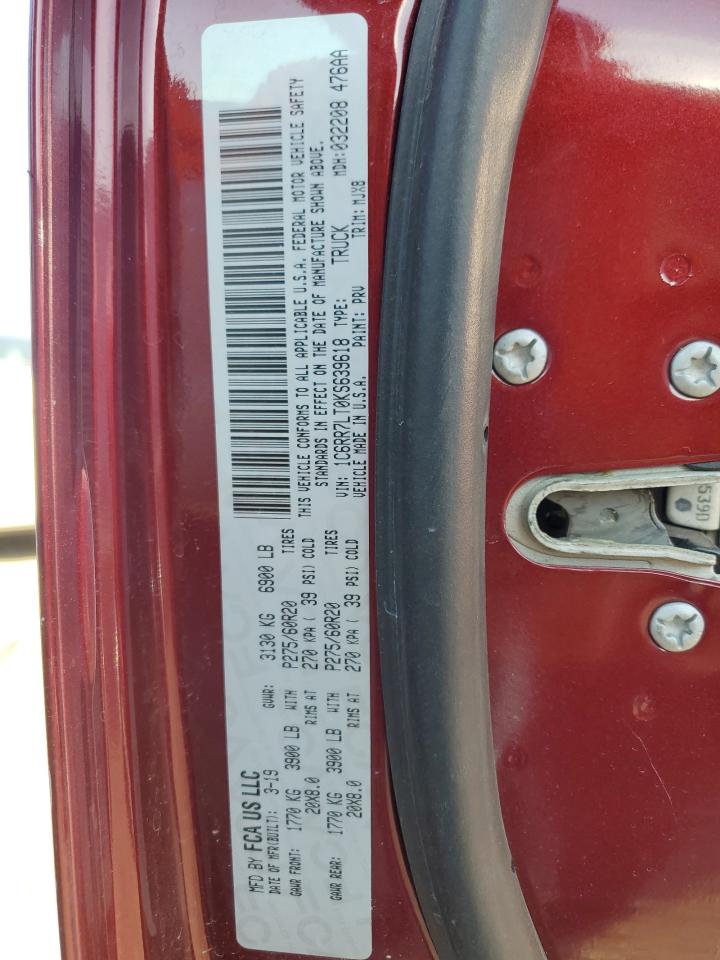 MFD BY FCA US LLC
DATE OF MFR(BUILT): 3-19 GVWR: 3130 KG 6900 LB
GAWR FRONT: 1770 KG 3900 LB WITH P275/60R20 TIRES
20X8.0 RIMS AT 270 KPA ( 39 PSI) COLD
GAWR REAR: 1770 KG 3900 LB WITH P275/60R20 TIRES
20X8.0 RIMS AT 270 KPA ( 39 PSI) COLD
THIS VEHICLE CONFORMS TO ALL APPLICABLE U.S.A. FEDERAL MOTOR VEHICLE SAFETY
STANDARDS IN EFFECT ON THE DATE OF MANUFACTURE SHOWN ABOVE.
VIN: 1C6RR7LT0KS639618 TYPE: TRUCK MDH:032208 476AA
VEHICLE MADE IN U.S.A. PAINT: PRV TRIM: MJX8
539D